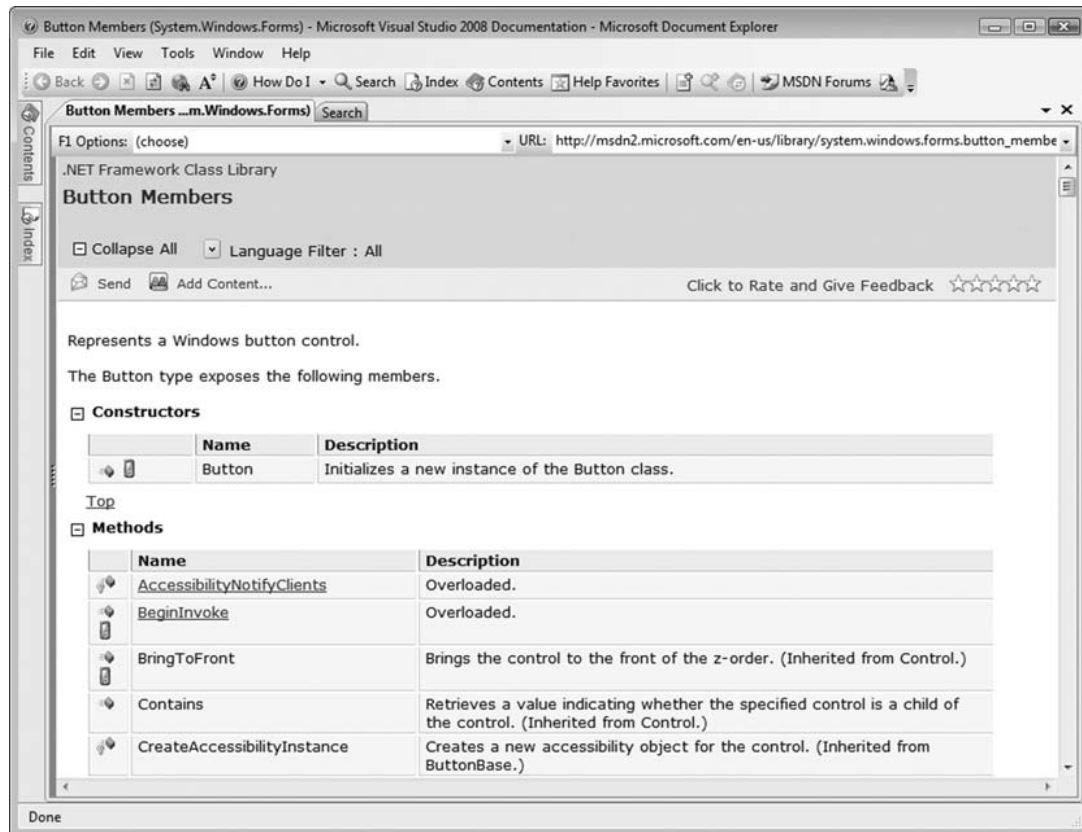 Button Members (System.Windows.Forms) - Microsoft Visual Studio 2008 Documentation - Microsoft Document Explorer
File Edit View Tools Window Help
Back A How Do I Search Index Contents Help Favorites MSDN Forums
Button Members ...m.Windows.Forms) Search
Contents
Index
F1 Options: (choose) URL: http://msdn2.microsoft.com/en-us/library/system.windows.forms.button_membe
.NET Framework Class Library
Button Members
Collapse All Language Filter : All
Send Add Content... Click to Rate and Give Feedback
Represents a Windows button control.
The Button type exposes the following members.
Constructors
Name Description
Button Initializes a new instance of the Button class.
Top
Methods
Name Description
AccessibilityNotifyClients Overloaded.
BeginInvoke Overloaded.
BringToFront Brings the control to the front of the z-order. (Inherited from Control.)
Contains Retrieves a value indicating whether the specified control is a child of
the control. (Inherited from Control.)
CreateAccessibilityInstance Creates a new accessibility object for the control. (Inherited from
ButtonBase.)
Done